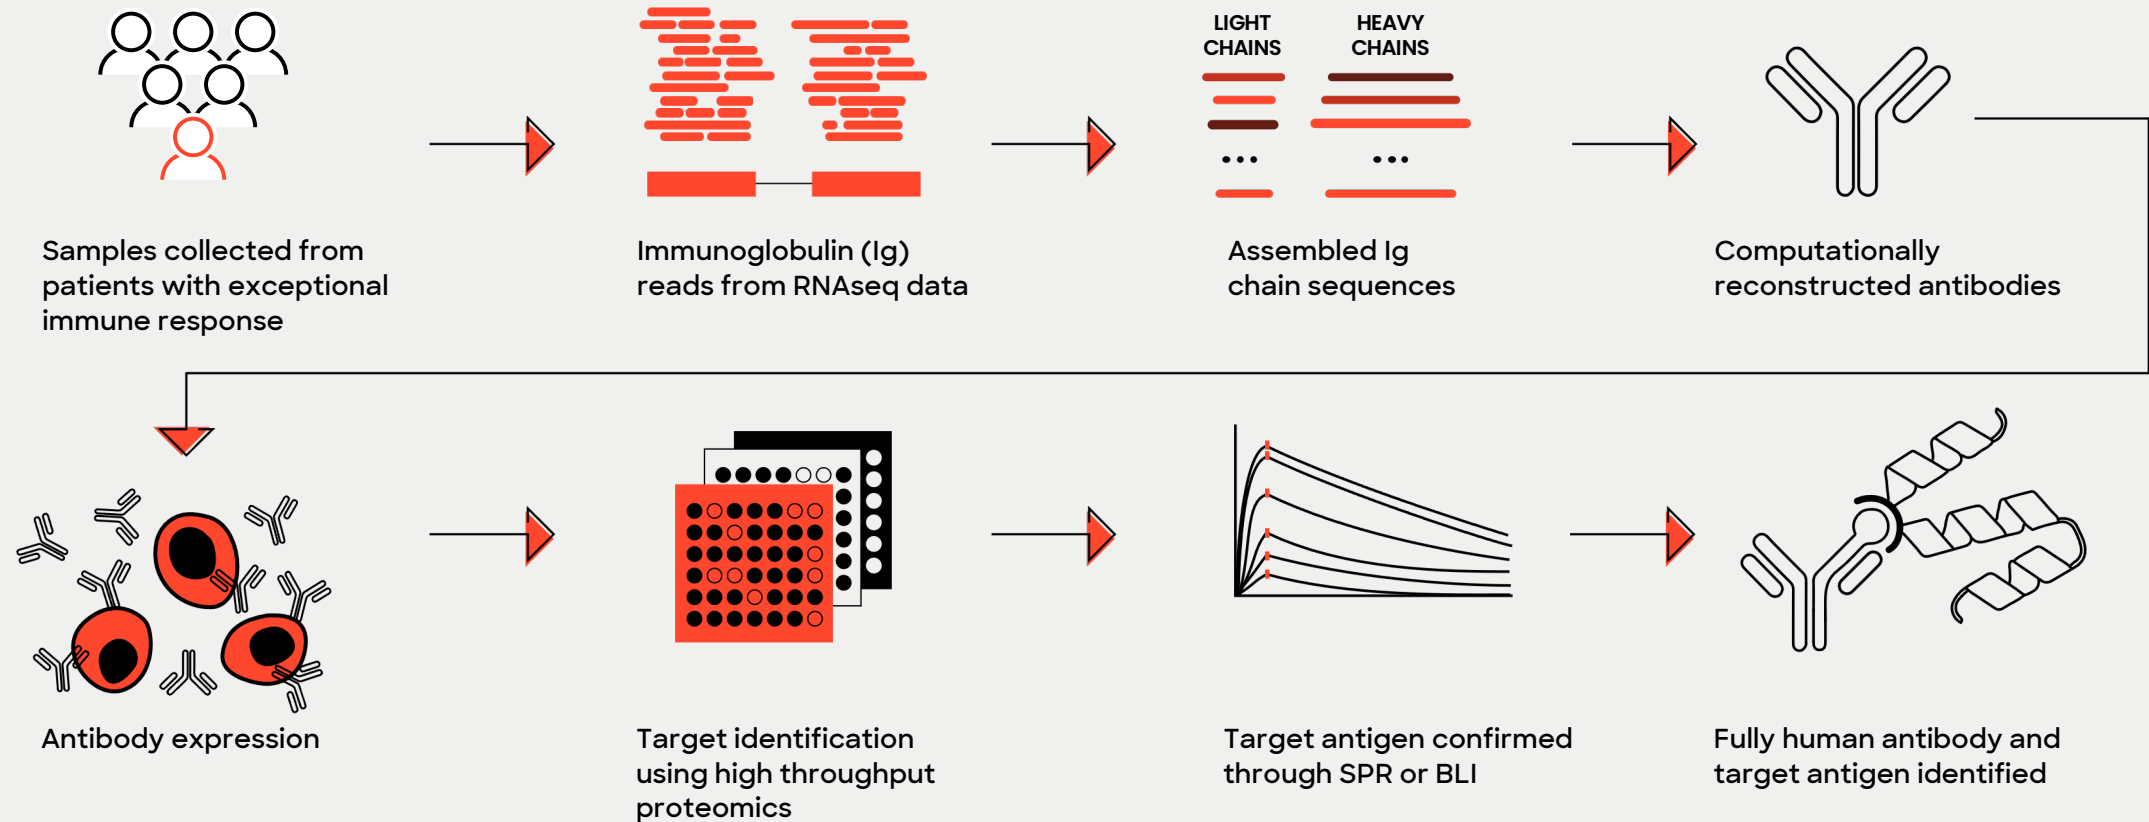 LIGHT
CHAINS
HEAVY
CHAINS
Samples collected from
patients with exceptional
immune response
Immunoglobulin (Ig)
reads from RNAseq data
Assembled Ig
chain sequences
Computationally
reconstructed antibodies
Antibody expression
Target identification
using high throughput
proteomics
Target antigen confirmed
through SPR or BLI
Fully human antibody and
target antigen identified